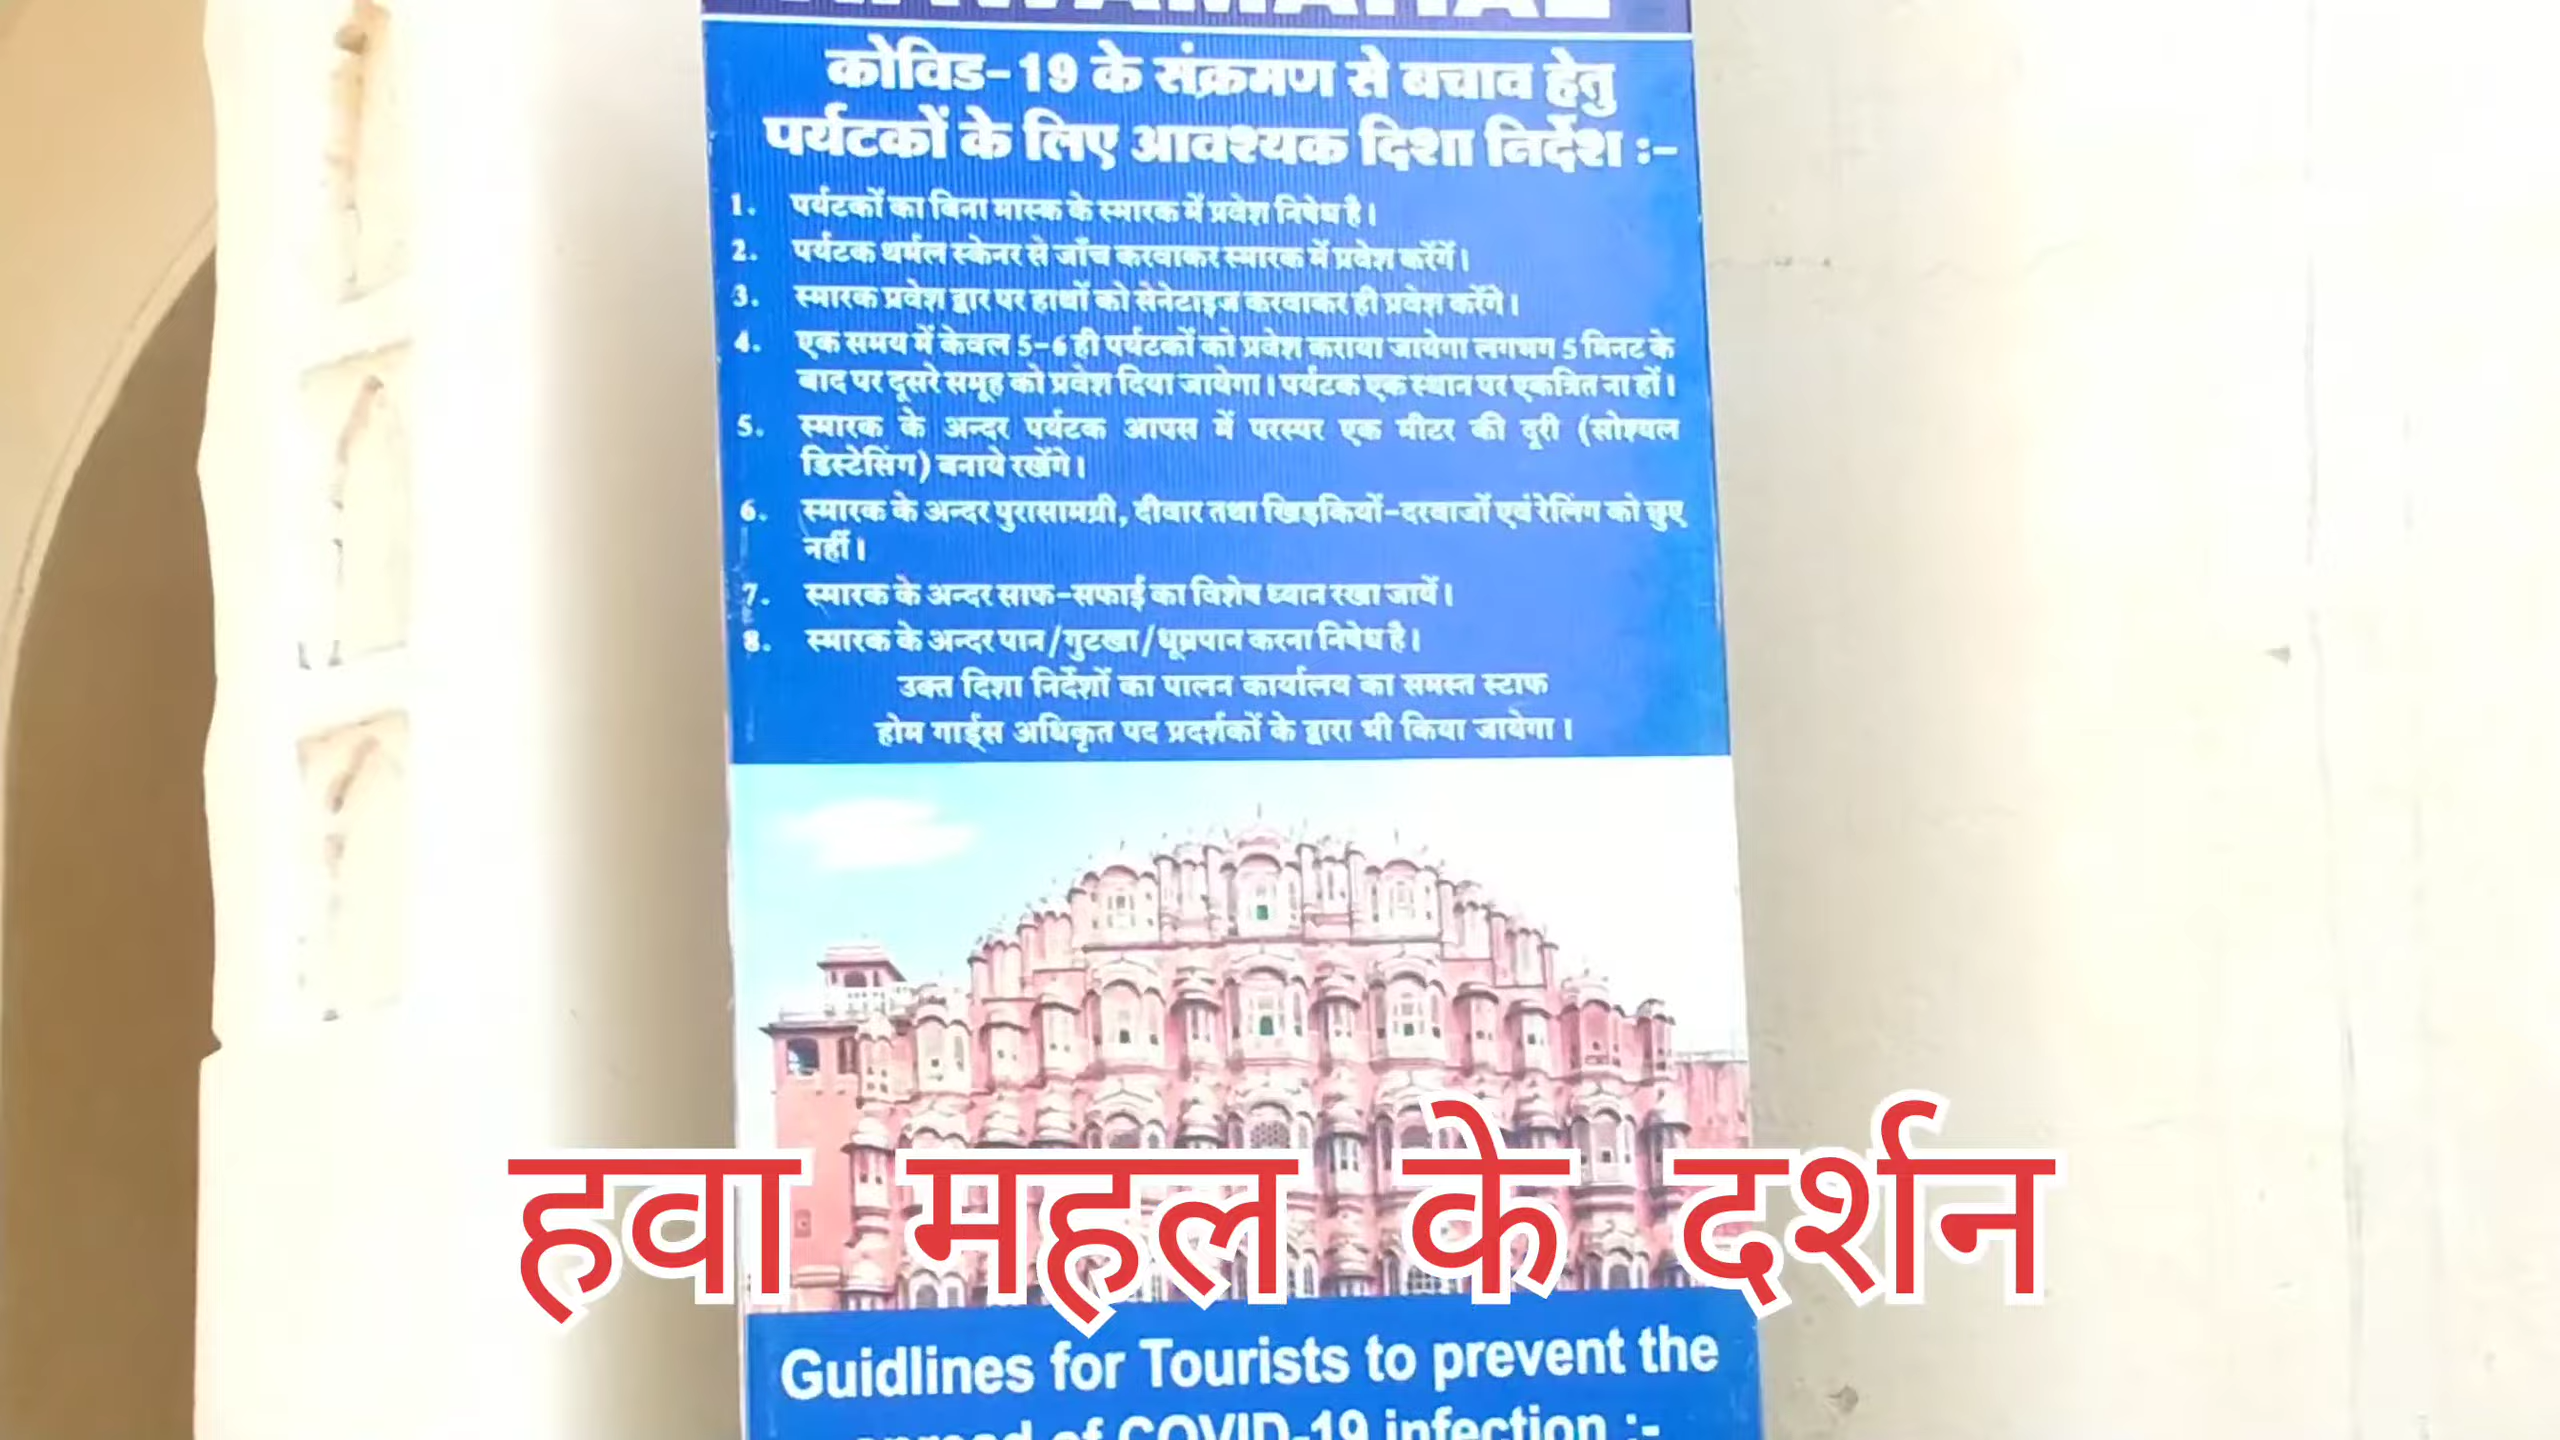 कोविड-19 के संक्रमण से बचाव हेतु
पर्यटकों के लिए आवश्यक दिशा निर्देश :-
1. पर्यटकों का बिना मास्क के स्मारक में प्रवेश निषेध है।
2. पर्यटक थर्मल स्केनर से जाँच करवाकर स्मारक में प्रवेश करेंगें।
3. स्मारक प्रवेश द्वार पर हाथों को सेनेटाइज करवाकर ही प्रवेश करेंगे।
4. एक समय में केवल 5-6 ही पर्यटकों को प्रवेश कराया जायेगा लगभग 5 मिनट के
बाद पर दूसरे समूह को प्रवेश दिया जायेगा। पर्यटक एक स्थान पर एकत्रित ना हों।
5. स्मारक के अन्दर पर्यटक आपस में परस्पर एक मीटर की दूरी (सोश्यल
डिस्टेसिंग) बनाये रखेंगे।
6. स्मारक के अन्दर पुरासामग्री, दीवार तथा खिड़कियों-दरवाजों एवं रेलिंग को छुए
नहीं।
7. स्मारक के अन्दर साफ-सफाई का विशेष ध्यान रखा जायें।
8. स्मारक के अन्दर पान/गुटखा/धूम्रपान करना निषेध है।
उक्त दिशा निर्देशों का पालन कार्यालय का समस्त स्टाफ
होम गार्ड्स अधिकृत पद प्रदर्शकों के द्वारा भी किया जायेगा।
हवा महल के दर्शन
Guidlines for Tourists to prevent the
spread of COVID-19 infection :-